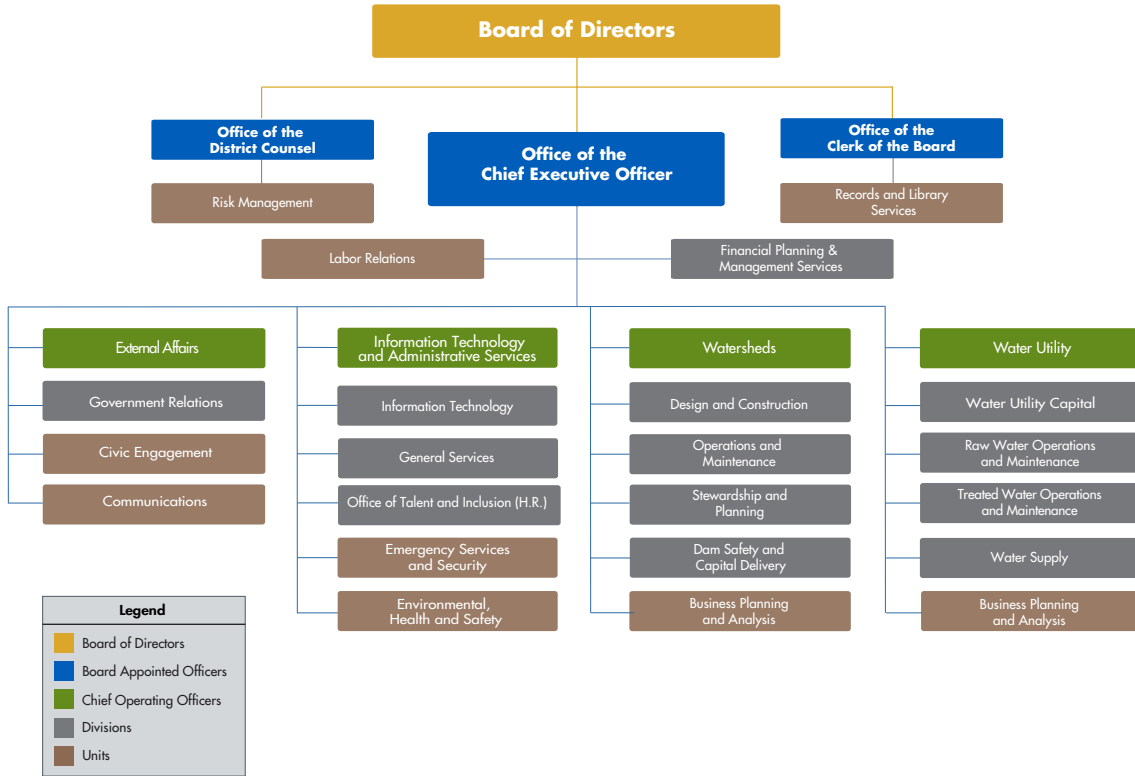 Board of Directors
Office of the
District Counsel
Office of the
Chief Executive Officer
Office of the
Clerk of the Board
Risk Management
Records and Library
Services
Labor Relations
Financial Planning &
Management Services
External Affairs
Government Relations
Civic Engagement
Communications
Information Technology
and Administrative Services
Information Technology
General Services
Office of Talent and Inclusion (H.R.)
Emergency Services
and Security
Environmental,
Health and Safety
Watersheds
Design and Construction
Operations and
Maintenance
Stewardship and
Planning
Dam Safety and
Capital Delivery
Business Planning
and Analysis
Water Utility
Water Utility Capital
Raw Water Operations
and Maintenance
Treated Water Operations
and Maintenance
Water Supply
Business Planning
and Analysis
Legend
Board of Directors
Board Appointed Officers
Chief Operating Officers
Divisions
Units